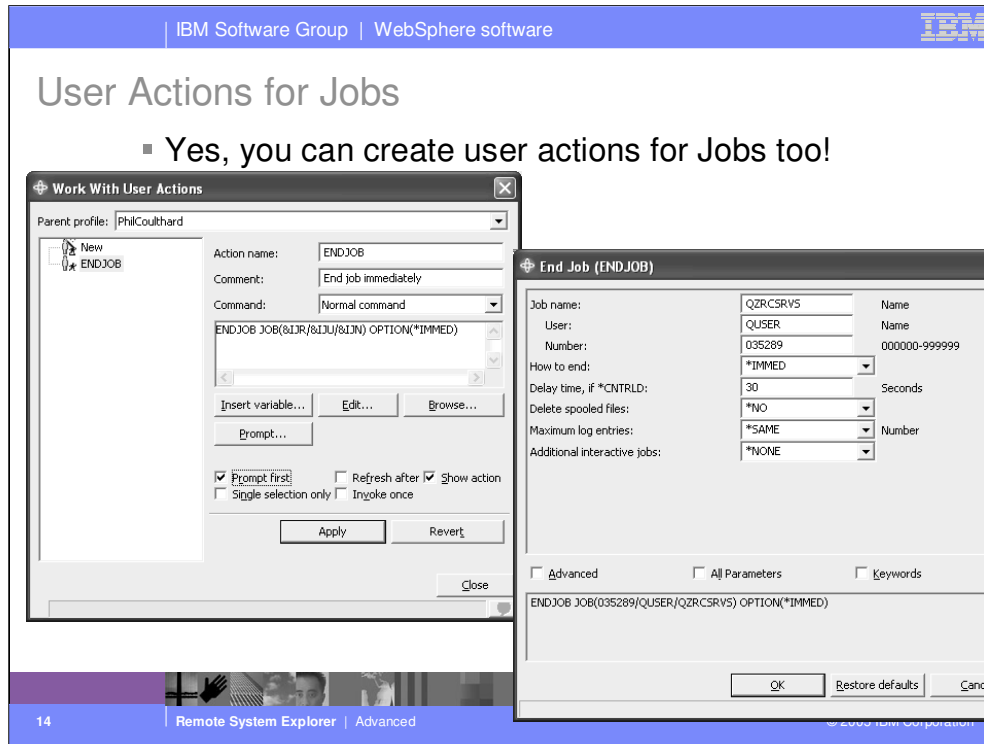 IBM Software Group | WebSphere software
IBM
User Actions for Jobs
Yes, you can create user actions for Jobs too!
Work With User Actions
Parent profile: PhilCoulthard
New
ENDJOB
Action name: ENDJOB
Comment: End job immediately
Command: Normal command
ENDJOB JOB(&IJR/&IJU/&IJN) OPTION(*IMMED)
Insert variable... Edit... Browse...
Prompt...
Prompt first Refresh after Show action
Single selection only Invoke once
Apply Revert
Close
End Job (ENDJOB)
Job name: QZRCSRVS Name
User: QUSER Name
Number: 035289 000000-999999
How to end: *IMMED
Delay time, if *CNTRLD: 30 Seconds
Delete spooled files: *NO
Maximum log entries: *SAME Number
Additional interactive jobs: *NONE
Advanced All Parameters Keywords
ENDJOB JOB(035289/QUSER/QZRCSRVS) OPTION(*IMMED)
OK Restore defaults Canc
14 Remote System Explorer | Advanced
IBM Corporation